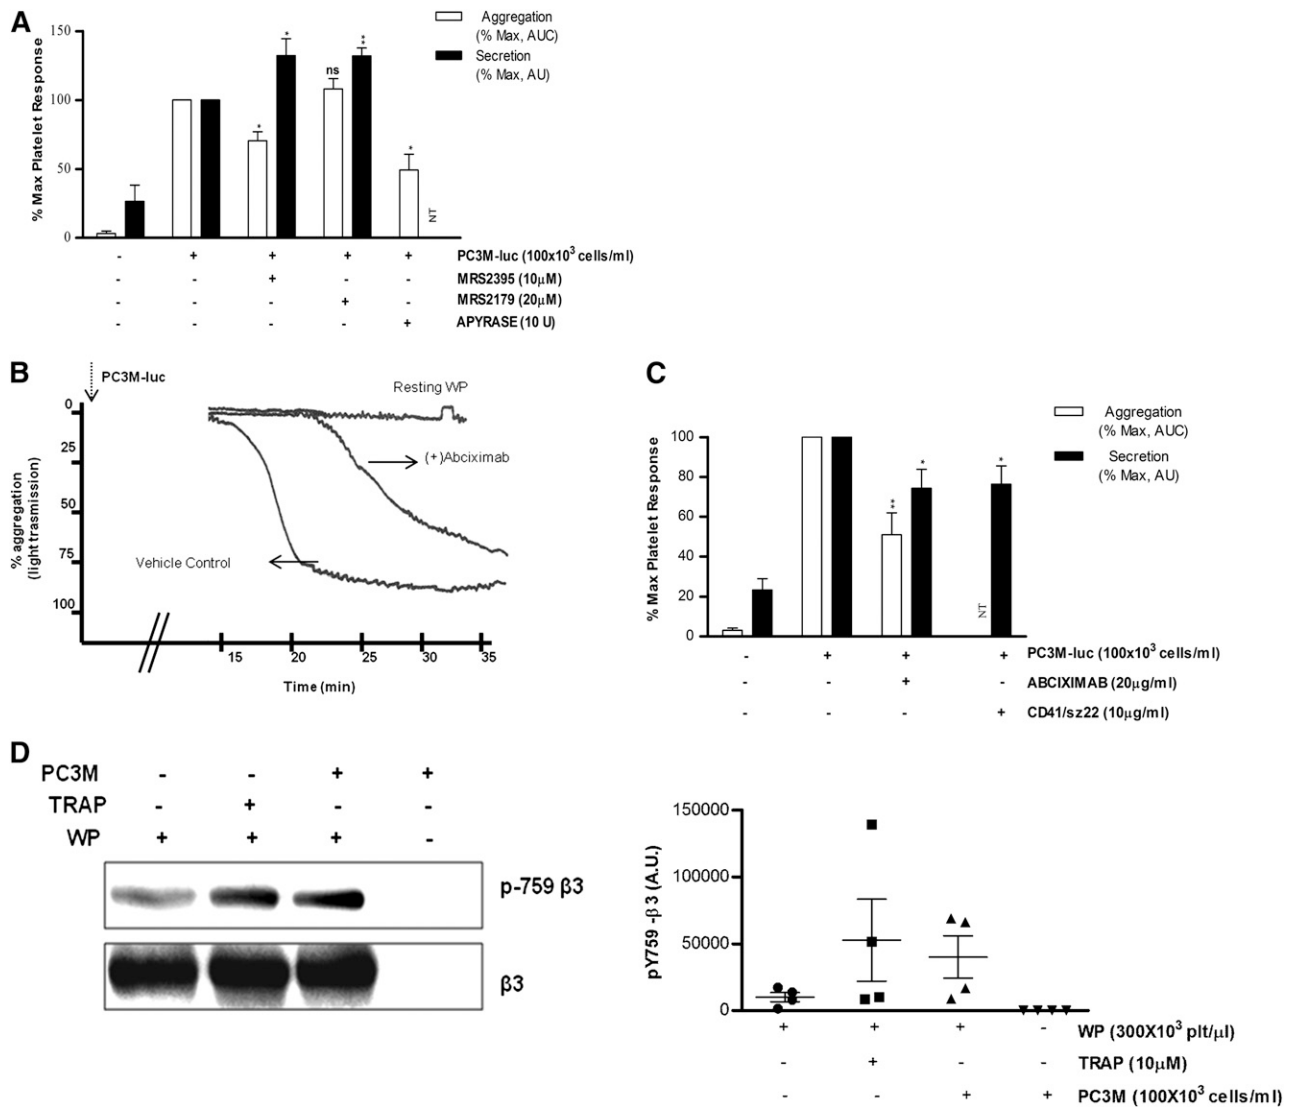 A
Aggregation
(% Max, AUC)
Secretion
(% Max, AU)
% Max Platelet Response
150
100
50
0
* * ns ** * NT
- + + + + PC3M-luc (100x10³ cells/ml)
- - + - - MRS2395 (10μM)
- - - + - MRS2179 (20μM)
- - - - + APYRASE (10 U)
B
PC3M-luc
Resting WP
(+)Abciximab
Vehicle Control
% aggregation
(light trasmission)
0
25
50
75
100
15 20 25 30 35
Time (min)
C
Aggregation
(% Max, AUC)
Secretion
(% Max, AU)
% Max Platelet Response
100
80
60
40
20
0
** * NT *
- + + + PC3M-luc (100x10³ cells/ml)
- - + - ABCIXIMAB (20μg/ml)
- - - + CD41/sz22 (10μg/ml)
D
PC3M - - + +
TRAP - + - -
WP + + + -
p-759 β3
β3
pY759 -β3 (A.U.)
150000
100000
50000
0
+ + + - WP (300X10³ plt/μl)
- + - - TRAP (10μM)
- - + + PC3M (100X10³ cells/ml)